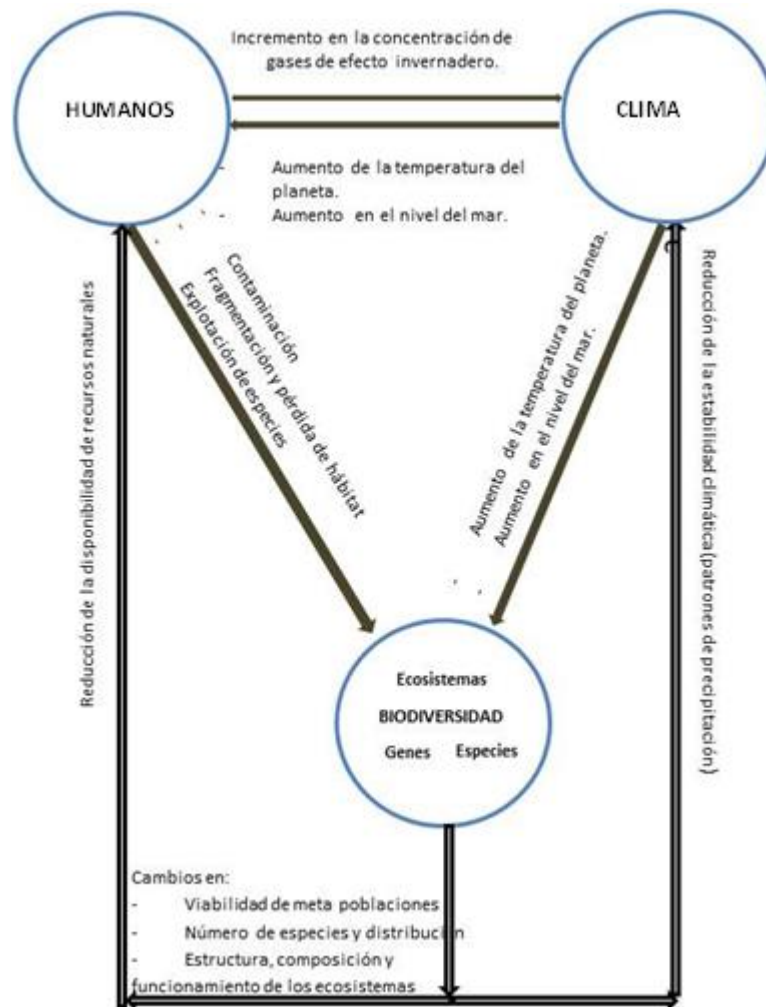 Incremento en la concentración de
gases de efecto invernadero.
HUMANOS
CLIMA
- Aumento de la temperatura del
planeta.
- Aumento en el nivel del mar.
Contaminación
Fragmentación y pérdida de hábitat
Explotación de especies
Aumento de la temperatura del planeta.
Aumento en el nivel del mar.
Reducción de la disponibilidad de recursos naturales
Reducción de la estabilidad climática (patrones de precipitación)
Ecosistemas
BIODIVERSIDAD
Genes Especies
Cambios en:
- Viabilidad de meta poblaciones
- Número de especies y distribución
- Estructura, composición y
funcionamiento de los ecosistemas